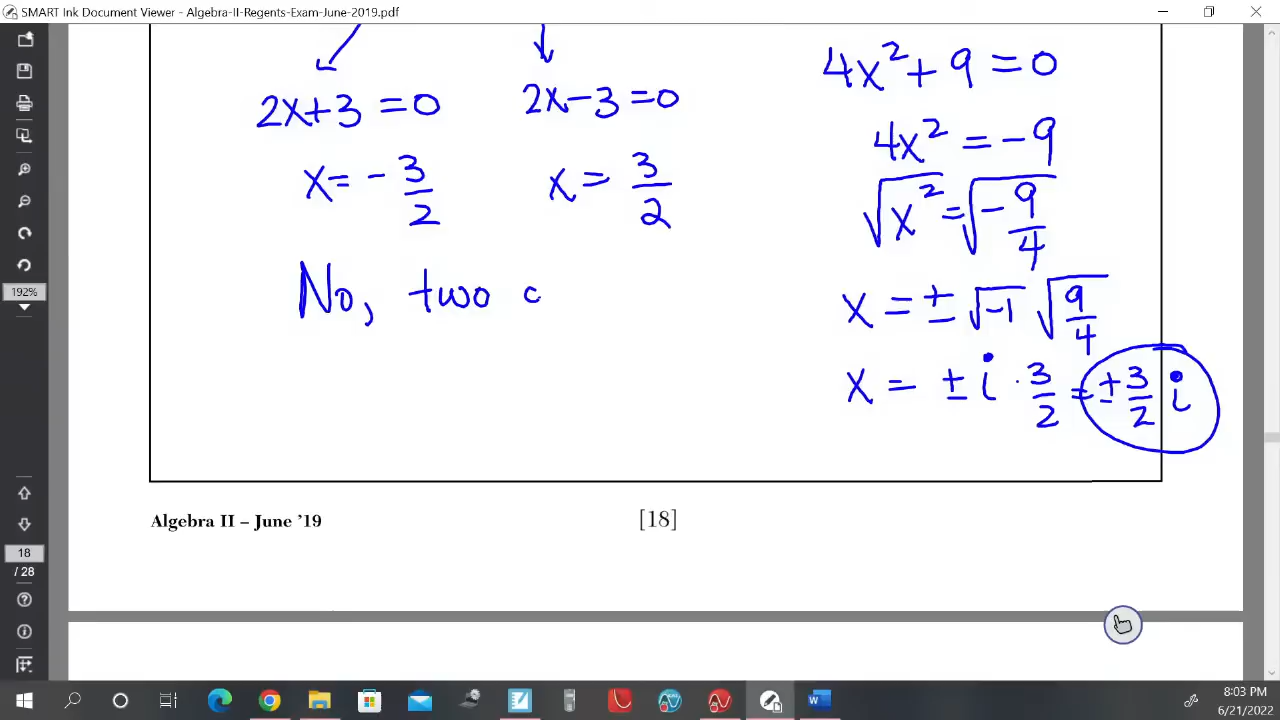 SMART Ink Document Viewer - Algebra-II-Regents-Exam-June-2019.pdf
2x+3 =0
x= - 3/2
2x-3 =0
x = 3/2
No, two
4x²+ 9 =0
4x² = -9
√x² = √-9/4
x = ± √-1 √9/4
x = ± i · 3/2 = ± 3/2 i
Algebra II – June ’19
[18]
192%
18
/ 28
8:03 PM
6/21/2022